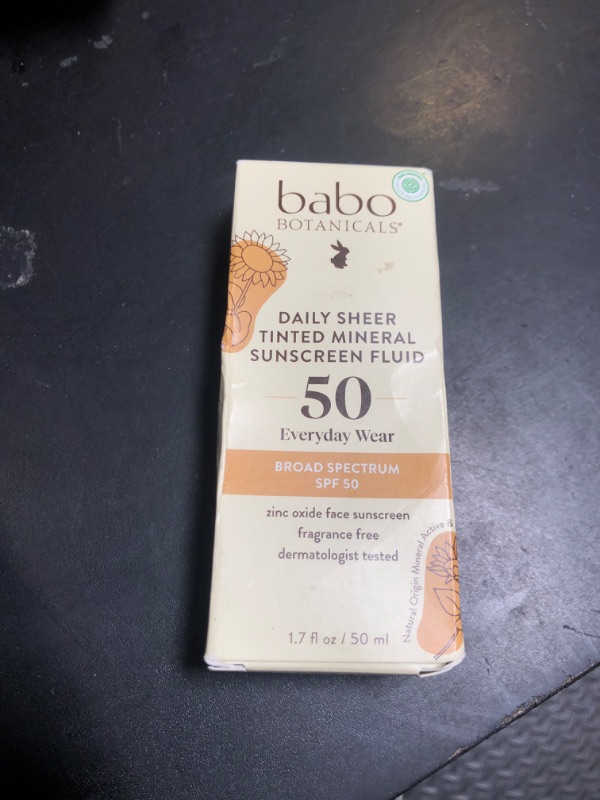 babo
BOTANICALS®
DAILY SHEER
TINTED MINERAL
SUNSCREEN FLUID
50
Everyday Wear
BROAD SPECTRUM
SPF 50
zinc oxide face sunscreen
fragrance free
dermatologist tested
Natural Origin Mineral Active &
1.7 fl oz / 50 ml